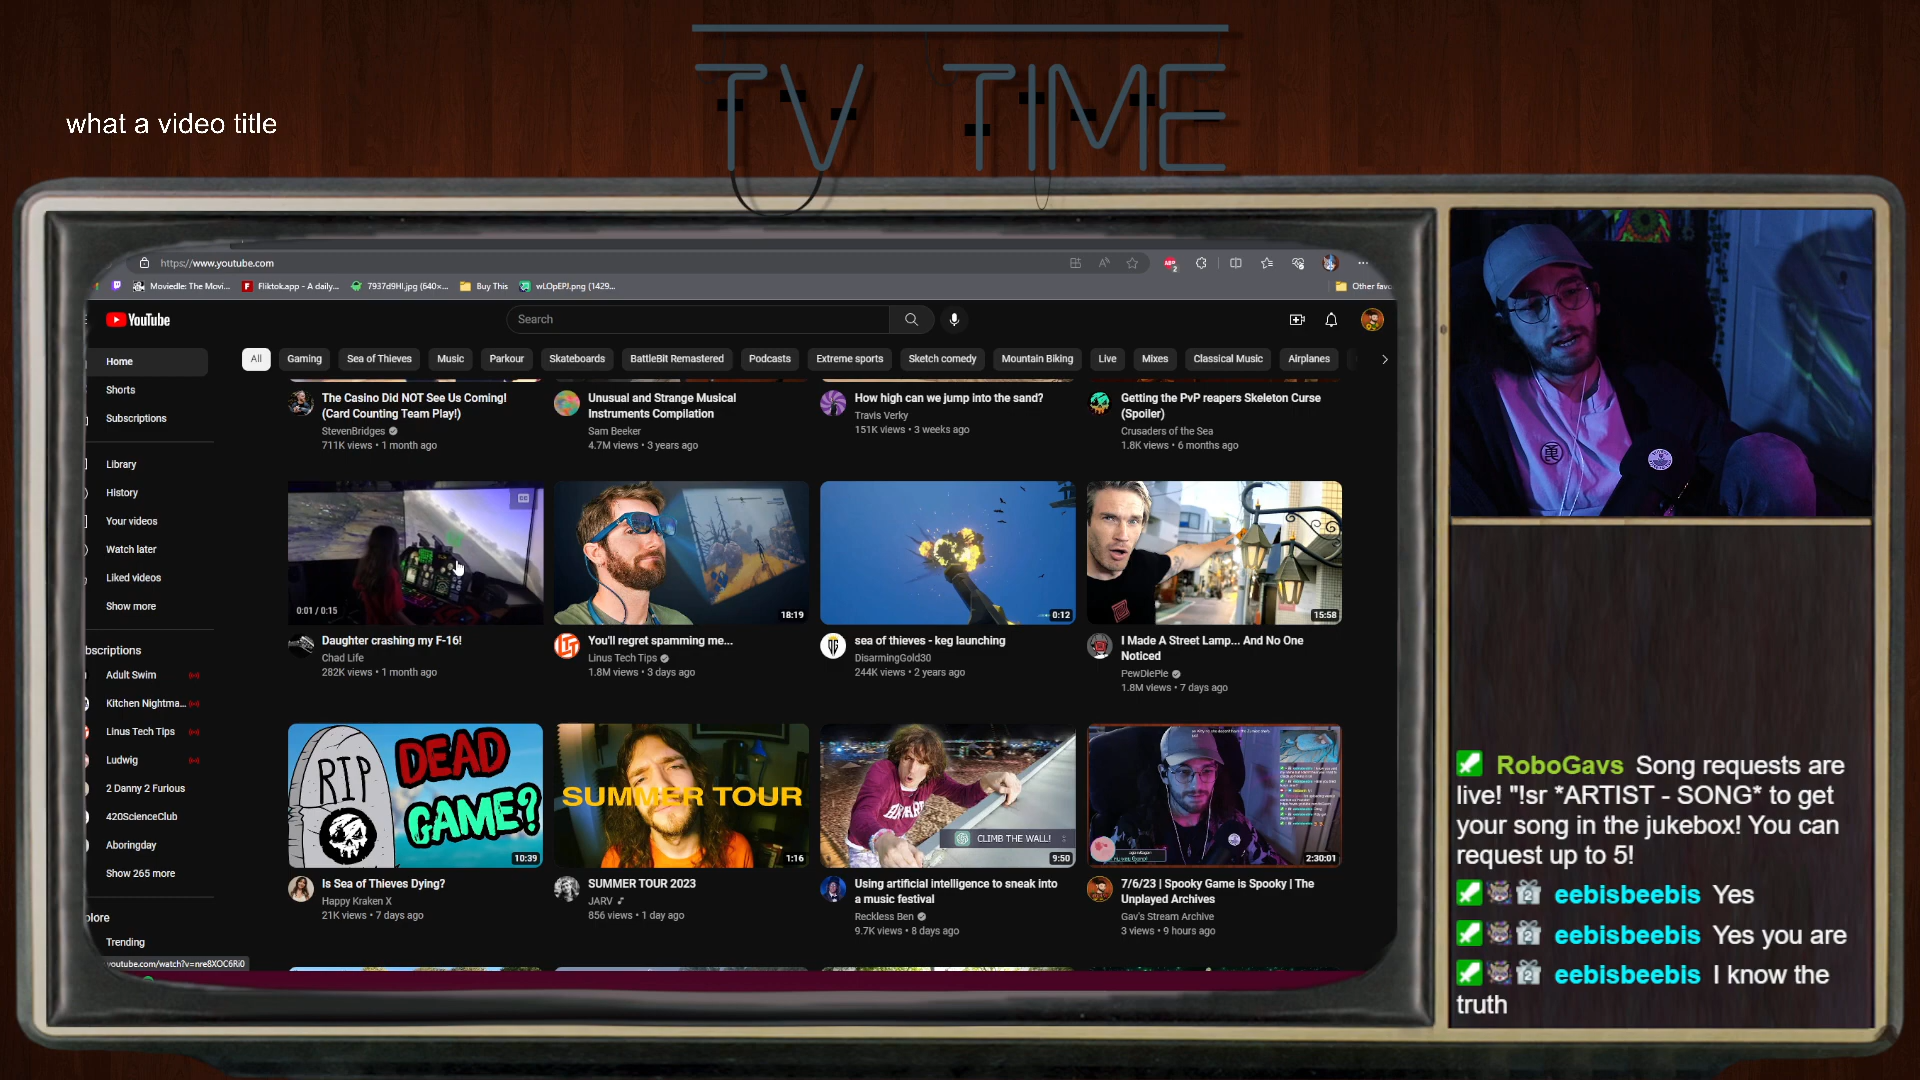 TV TIME
what a video title
https://www.youtube.com
Moviedle: The Movi...
Fliktok.app - A daily...
7937d9HI.jpg (640×...
Buy This
wLOpEPJ.png (1429...
Other favo
YouTube
Search
Home
Shorts
Subscriptions
Library
History
Your videos
Watch later
Liked videos
Show more
bscriptions
Adult Swim
Kitchen Nightma...
Linus Tech Tips
Ludwig
2 Danny 2 Furious
420ScienceClub
Aboringday
Show 265 more
plore
Trending
youtube.com/watch?v=nre8XOC6Ri0
All
Gaming
Sea of Thieves
Music
Parkour
Skateboards
BattleBit Remastered
Podcasts
Extreme sports
Sketch comedy
Mountain Biking
Live
Mixes
Classical Music
Airplanes
The Casino Did NOT See Us Coming!
(Card Counting Team Play!)
StevenBridges
711K views • 1 month ago
Unusual and Strange Musical
Instruments Compilation
Sam Beeker
4.7M views • 3 years ago
How high can we jump into the sand?
Travis Verky
151K views • 3 weeks ago
Getting the PvP reapers Skeleton Curse
(Spoiler)
Crusaders of the Sea
1.8K views • 6 months ago
CC
0:01 / 0:15
Daughter crashing my F-16!
Chad Life
282K views • 1 month ago
18:19
You'll regret spamming me...
Linus Tech Tips
1.8M views • 3 days ago
0:12
sea of thieves - keg launching
DisarmingGold30
244K views • 2 years ago
15:58
I Made A Street Lamp... And No One
Noticed
PewDiePie
1.8M views • 7 days ago
RIP
DEAD
GAME?
10:39
Is Sea of Thieves Dying?
Happy Kraken X
21K views • 7 days ago
SUMMER TOUR
1:16
SUMMER TOUR 2023
JARV
856 views • 1 day ago
CLIMB THE WALL!
9:50
Using artificial intelligence to sneak into
a music festival
Reckless Ben
9.7K views • 8 days ago
2:30:01
7/6/23 | Spooky Game is Spooky | The
Unplayed Archives
Gav's Stream Archive
3 views • 9 hours ago
RoboGavs Song requests are
live! "!sr *ARTIST - SONG* to get
your song in the jukebox! You can
request up to 5!
eebisbeebis Yes
eebisbeebis Yes you are
eebisbeebis I know the
truth